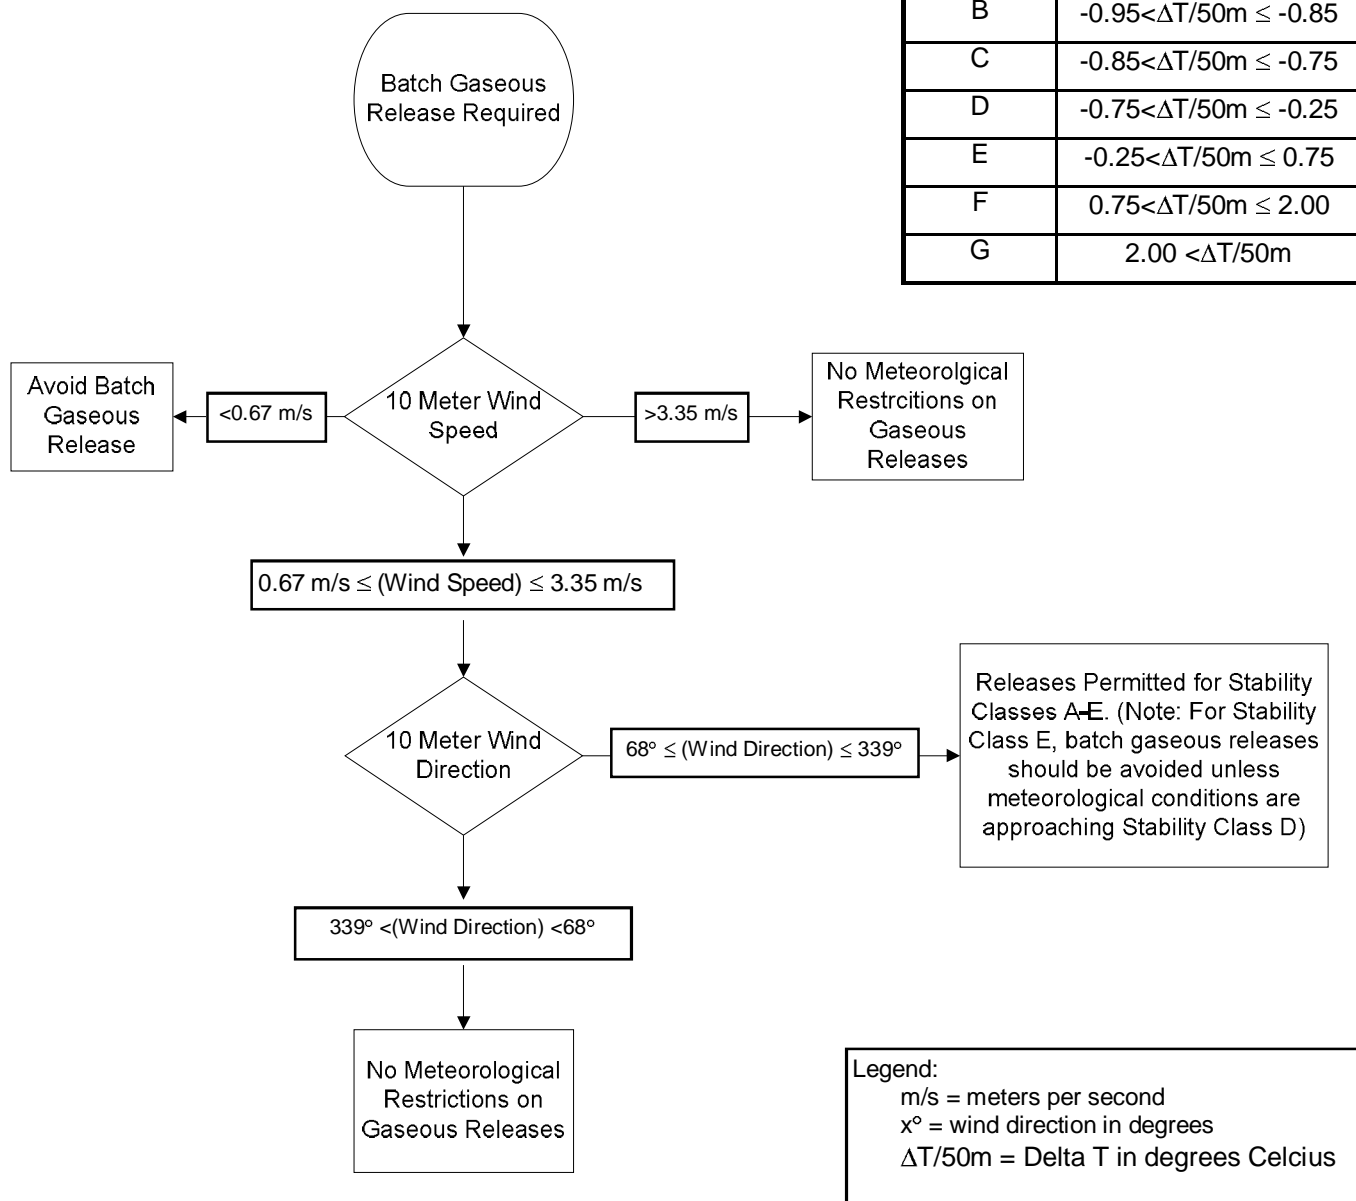 B
-0.95<ΔT/50m ≤ -0.85
C
-0.85<ΔT/50m ≤ -0.75
D
-0.75<ΔT/50m ≤ -0.25
E
-0.25<ΔT/50m ≤ 0.75
F
0.75<ΔT/50m ≤ 2.00
G
2.00 <ΔT/50m
Batch Gaseous
Release Required
Avoid Batch
Gaseous
Release
<0.67 m/s
10 Meter Wind
Speed
>3.35 m/s
No Meteorolgical
Restrcitions on
Gaseous
Releases
0.67 m/s ≤ (Wind Speed) ≤ 3.35 m/s
10 Meter Wind
Direction
68° ≤ (Wind Direction) ≤ 339°
Releases Permitted for Stability
Classes A-E. (Note: For Stability
Class E, batch gaseous releases
should be avoided unless
meteorological conditions are
approaching Stability Class D)
339° <(Wind Direction) <68°
No Meteorological
Restrictions on
Gaseous Releases
Legend:
m/s = meters per second
x° = wind direction in degrees
ΔT/50m = Delta T in degrees Celcius